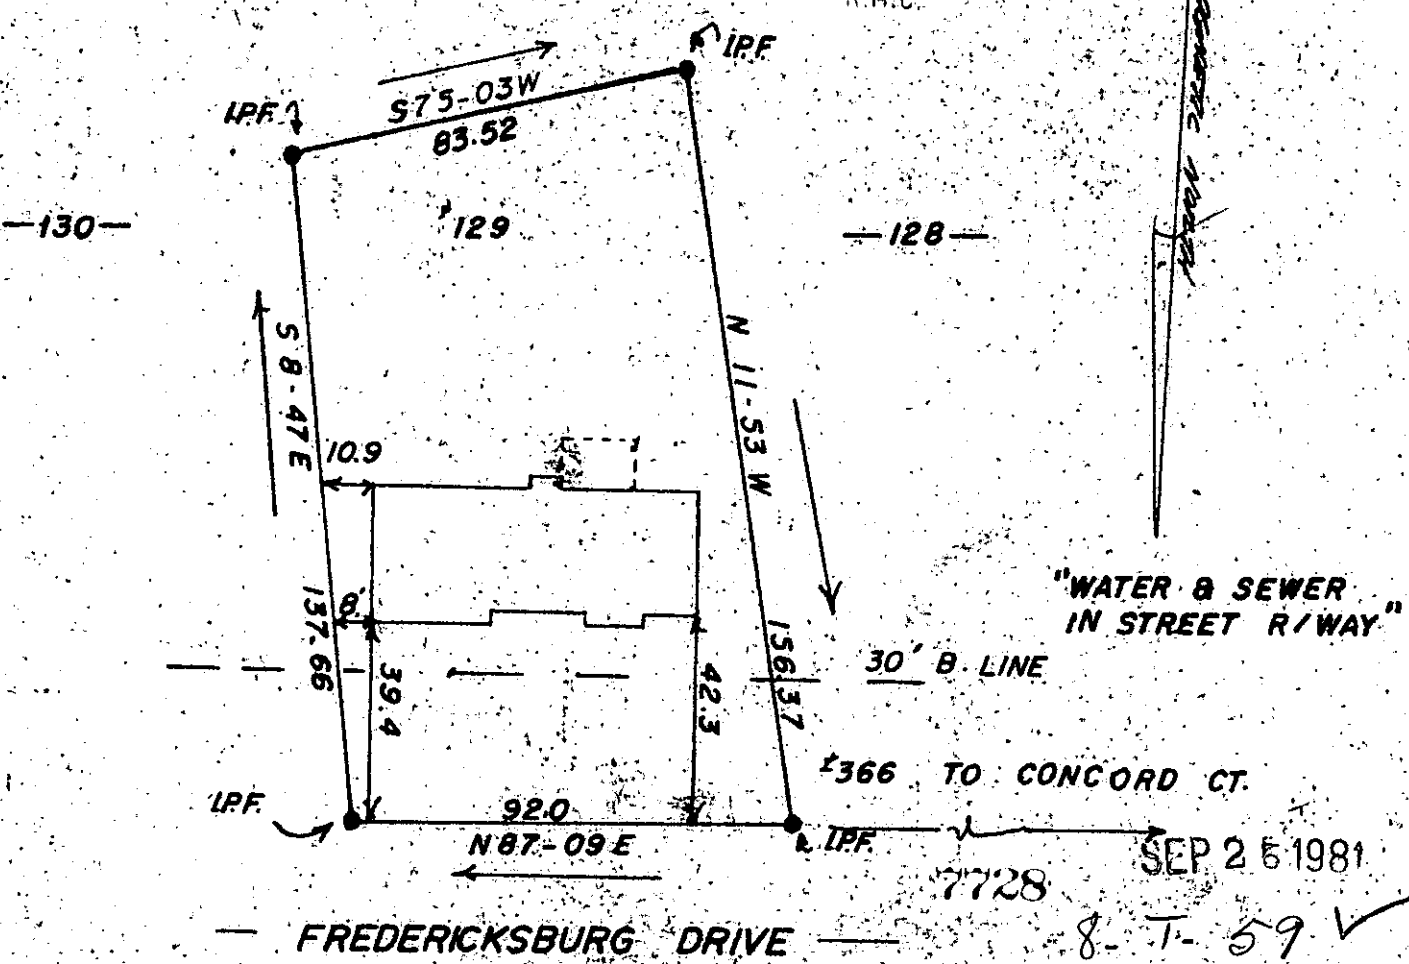 I.P.F.
S 75-03 W
83.52
I.P.F.
-130-
129
-128-
S 8-47 E
N 11-53 W
10.9
8'
137.66
39.4
42.3
156.37
30' B. LINE
"WATER & SEWER
IN STREET R/WAY"
±366 TO CONCORD CT.
I.P.F.
92.0
N 87-09 E
I.P.F.
SEP 25 1981
7728
8-I-59
— FREDERICKSBURG DRIVE —